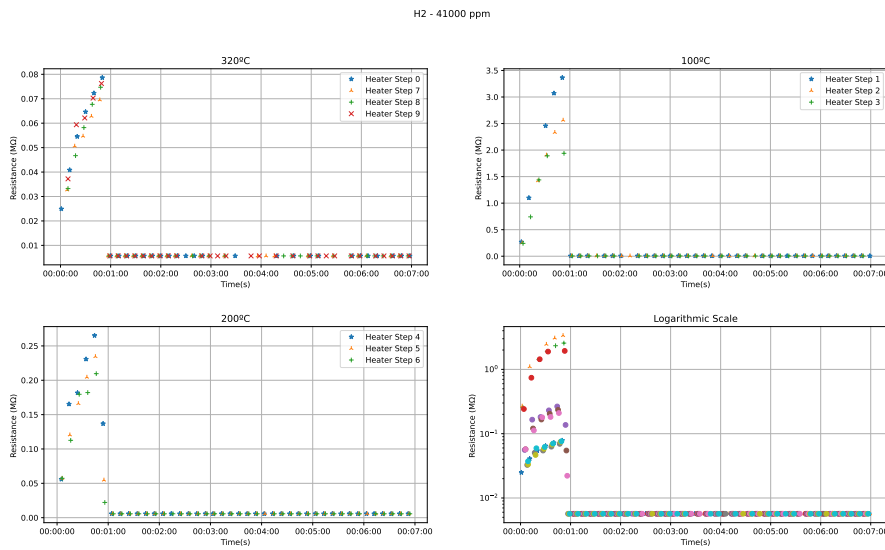 H2 - 41000 ppm
320ºC
Resistance (MΩ)
0.08
0.07
0.06
0.05
0.04
0.03
0.02
0.01
Heater Step 0
Heater Step 7
Heater Step 8
Heater Step 9
00:00:00 00:01:00 00:02:00 00:03:00 00:04:00 00:05:00 00:06:00 00:07:00
Time(s)
100ºC
Resistance (MΩ)
3.5
3.0
2.5
2.0
1.5
1.0
0.5
0.0
Heater Step 1
Heater Step 2
Heater Step 3
00:00:00 00:01:00 00:02:00 00:03:00 00:04:00 00:05:00 00:06:00 00:07:00
Time(s)
200ºC
Resistance (MΩ)
0.25
0.20
0.15
0.10
0.05
0.00
Heater Step 4
Heater Step 5
Heater Step 6
00:00:00 00:01:00 00:02:00 00:03:00 00:04:00 00:05:00 00:06:00 00:07:00
Time(s)
Logarithmic Scale
Resistance (MΩ)
10⁰
10⁻¹
10⁻²
00:00:00 00:01:00 00:02:00 00:03:00 00:04:00 00:05:00 00:06:00 00:07:00
Time(s)